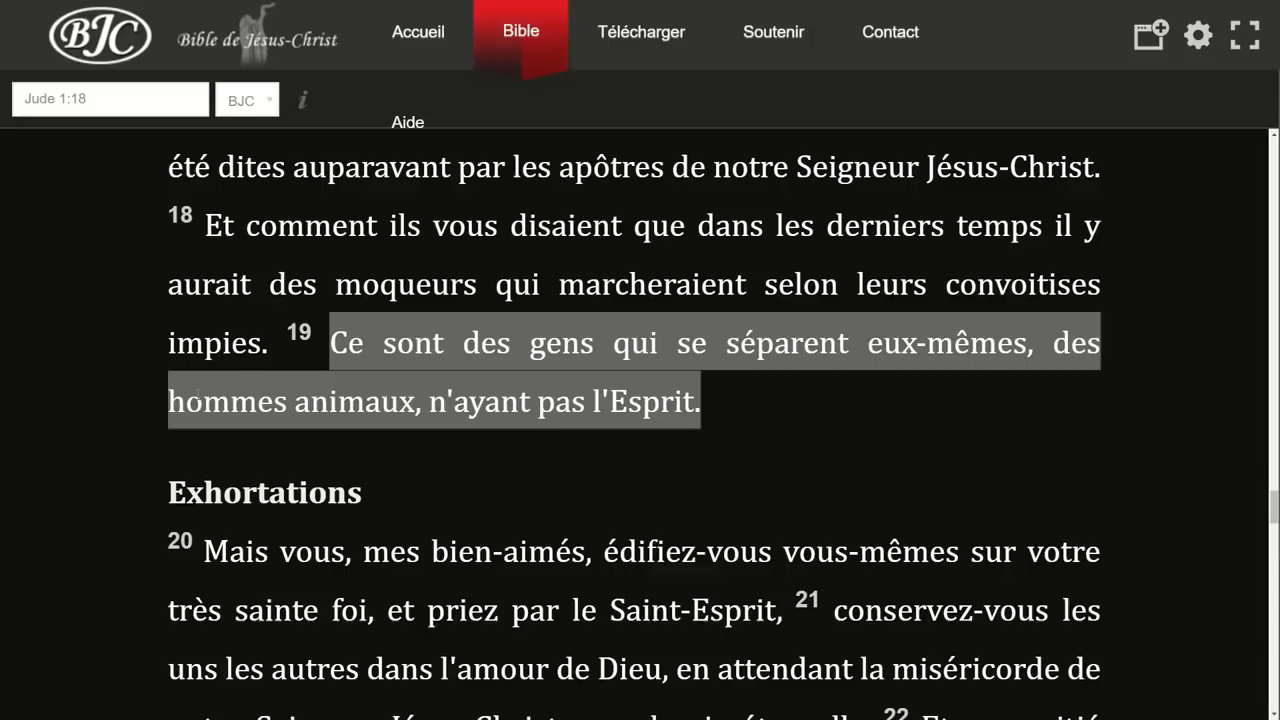 BJC
Bible de Jésus-Christ
Accueil
Bible
Télécharger
Soutenir
Contact
Jude 1:18
BJC
i
Aide
été dites auparavant par les apôtres de notre Seigneur Jésus-Christ.
18 Et comment ils vous disaient que dans les derniers temps il y
aurait des moqueurs qui marcheraient selon leurs convoitises
impies. 19 Ce sont des gens qui se séparent eux-mêmes, des
hommes animaux, n'ayant pas l'Esprit.
Exhortations
20 Mais vous, mes bien-aimés, édifiez-vous vous-mêmes sur votre
très sainte foi, et priez par le Saint-Esprit, 21 conservez-vous les
uns les autres dans l'amour de Dieu, en attendant la miséricorde de
22